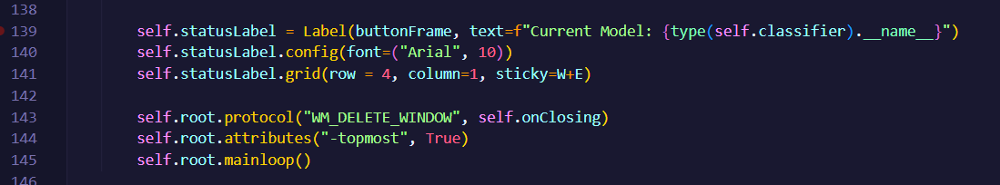 138
139 self.statusLabel = Label(buttonFrame, text=f"Current Model: {type(self.classifier).__name__}")
140 self.statusLabel.config(font=("Arial", 10))
141 self.statusLabel.grid(row = 4, column=1, sticky=W+E)
142
143 self.root.protocol("WM_DELETE_WINDOW", self.onClosing)
144 self.root.attributes("-topmost", True)
145 self.root.mainloop()
146